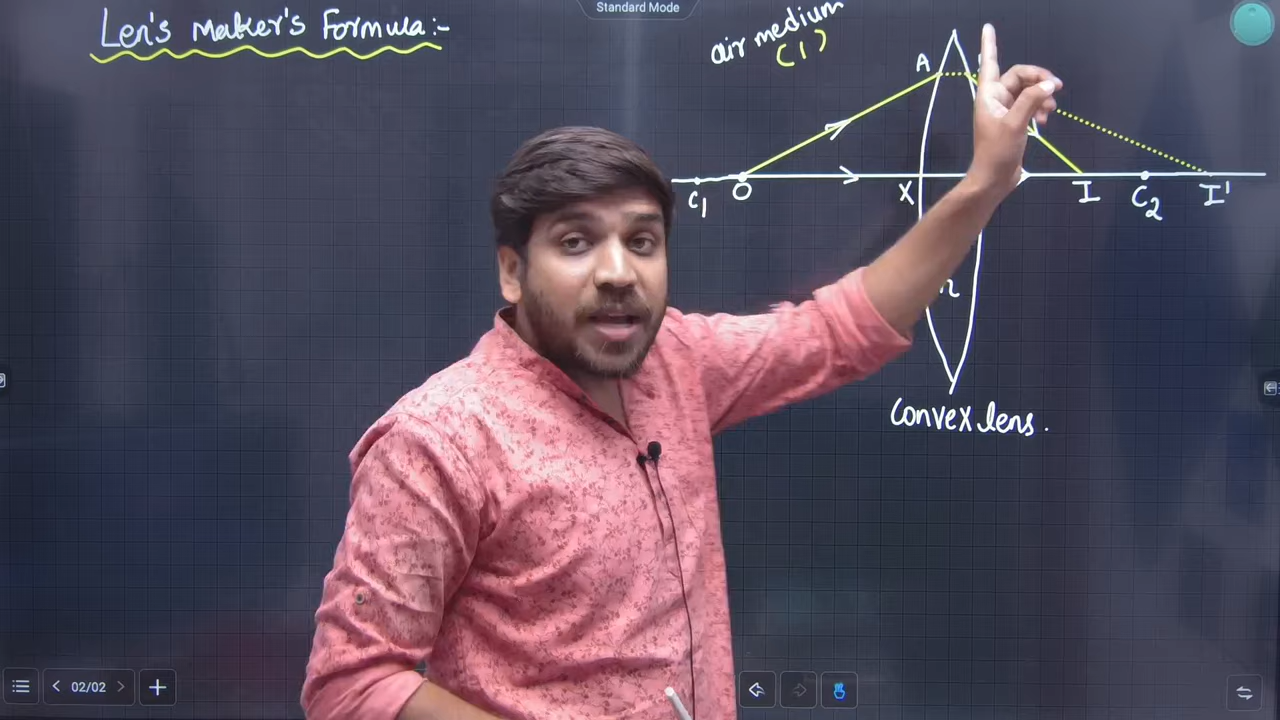 Standard Mode
Len's Maker's Formula:-
air medium
(1)
A
C1 O X I C2 I'
n
Convex lens.
02/02